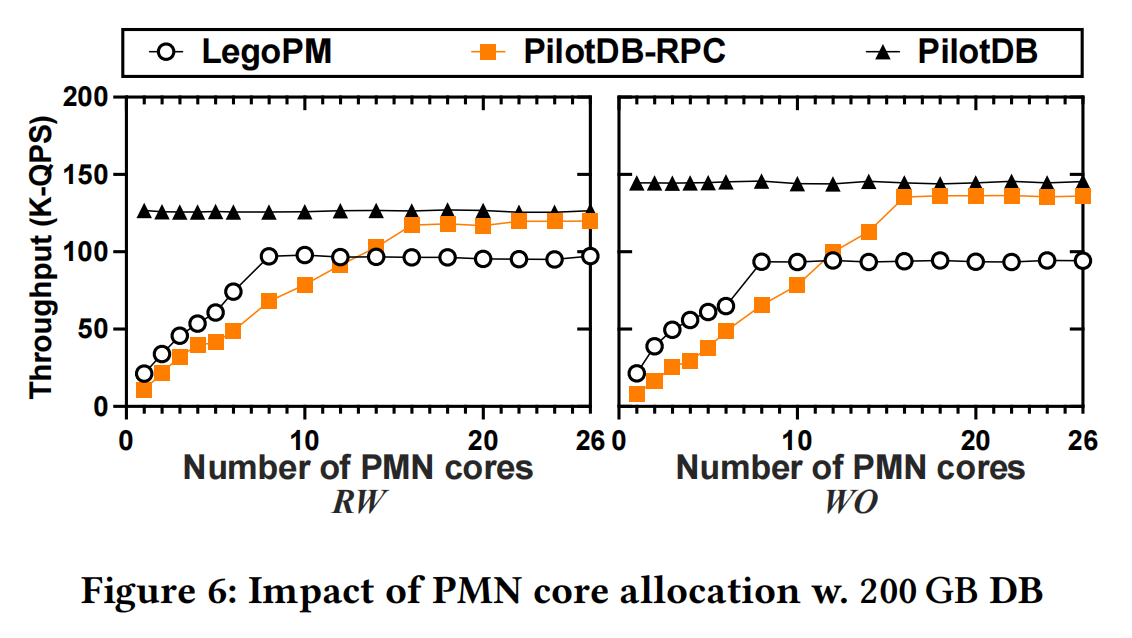 LegoPM PilotDB-RPC PilotDB
Throughput (K-QPS)
200
150
100
50
0
0 10 20 26
0 10 20 26
Number of PMN cores
Number of PMN cores
RW
WO
Figure 6: Impact of PMN core allocation w. 200 GB DB